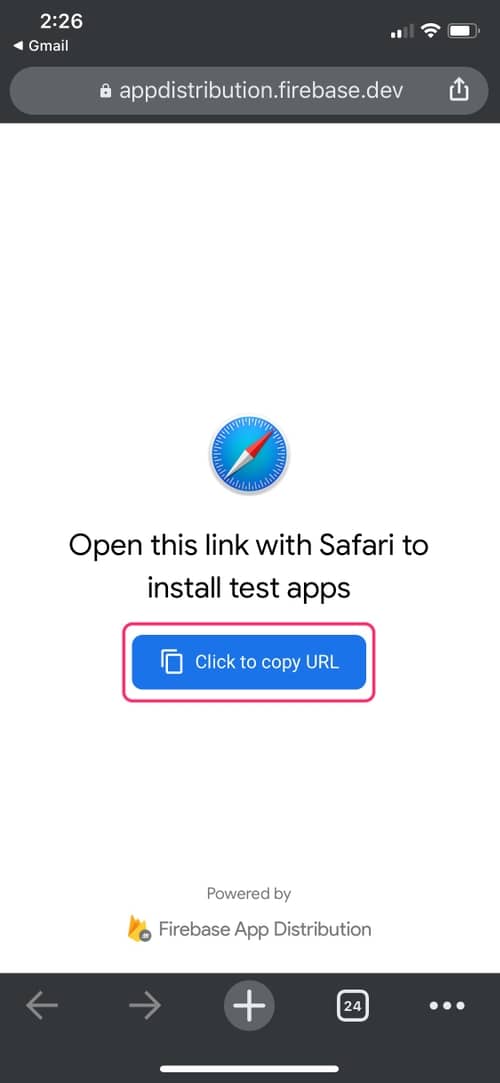 2:26
◀ Gmail
appdistribution.firebase.dev
Open this link with Safari to
install test apps
Click to copy URL
Powered by
Firebase App Distribution
24